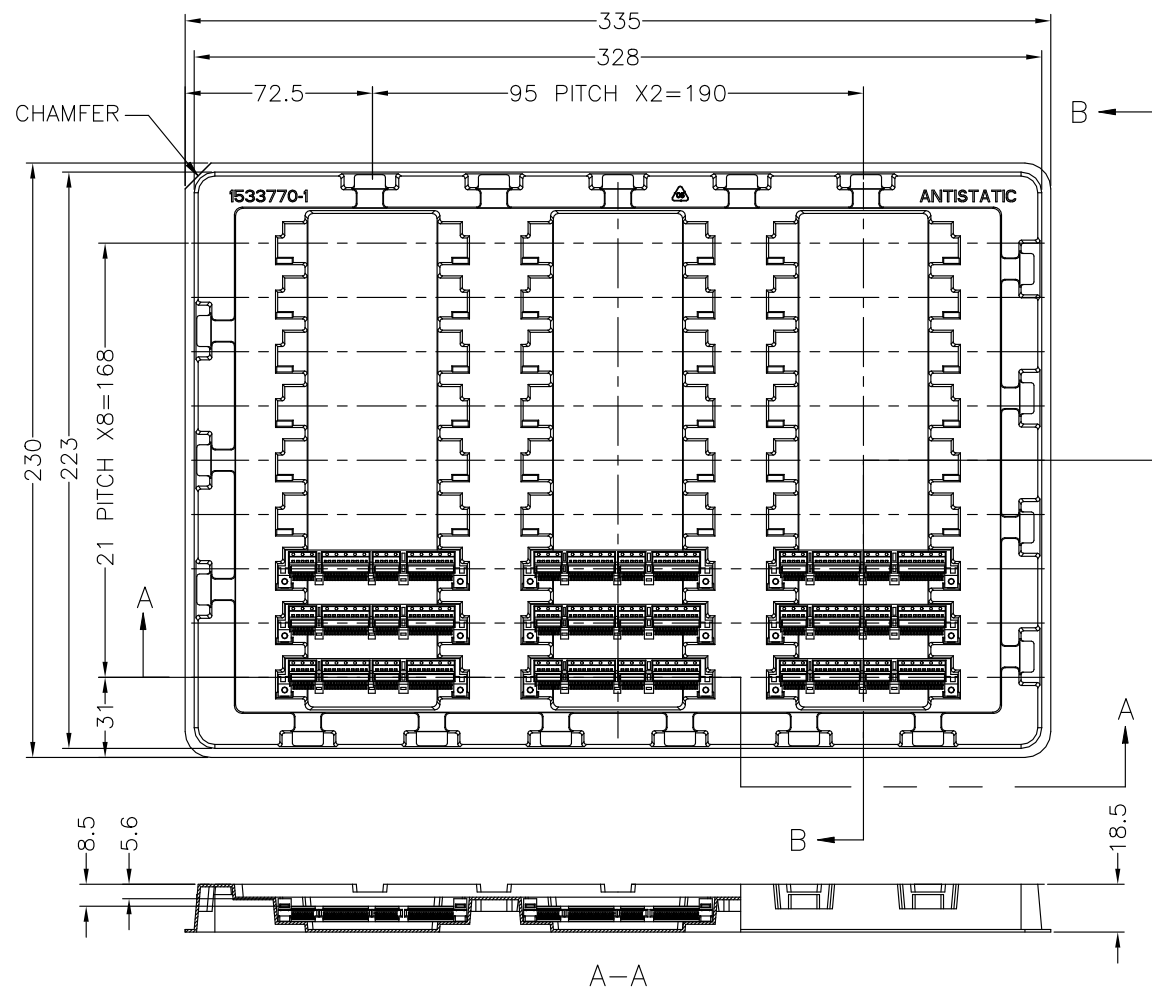 335
328
72.5
95 PITCH X2=190
CHAMFER
B
1533770-1
ANTISTATIC
230
223
21 PITCH X8=168
31
A
A
B
8.5
5.6
18.5
A-A